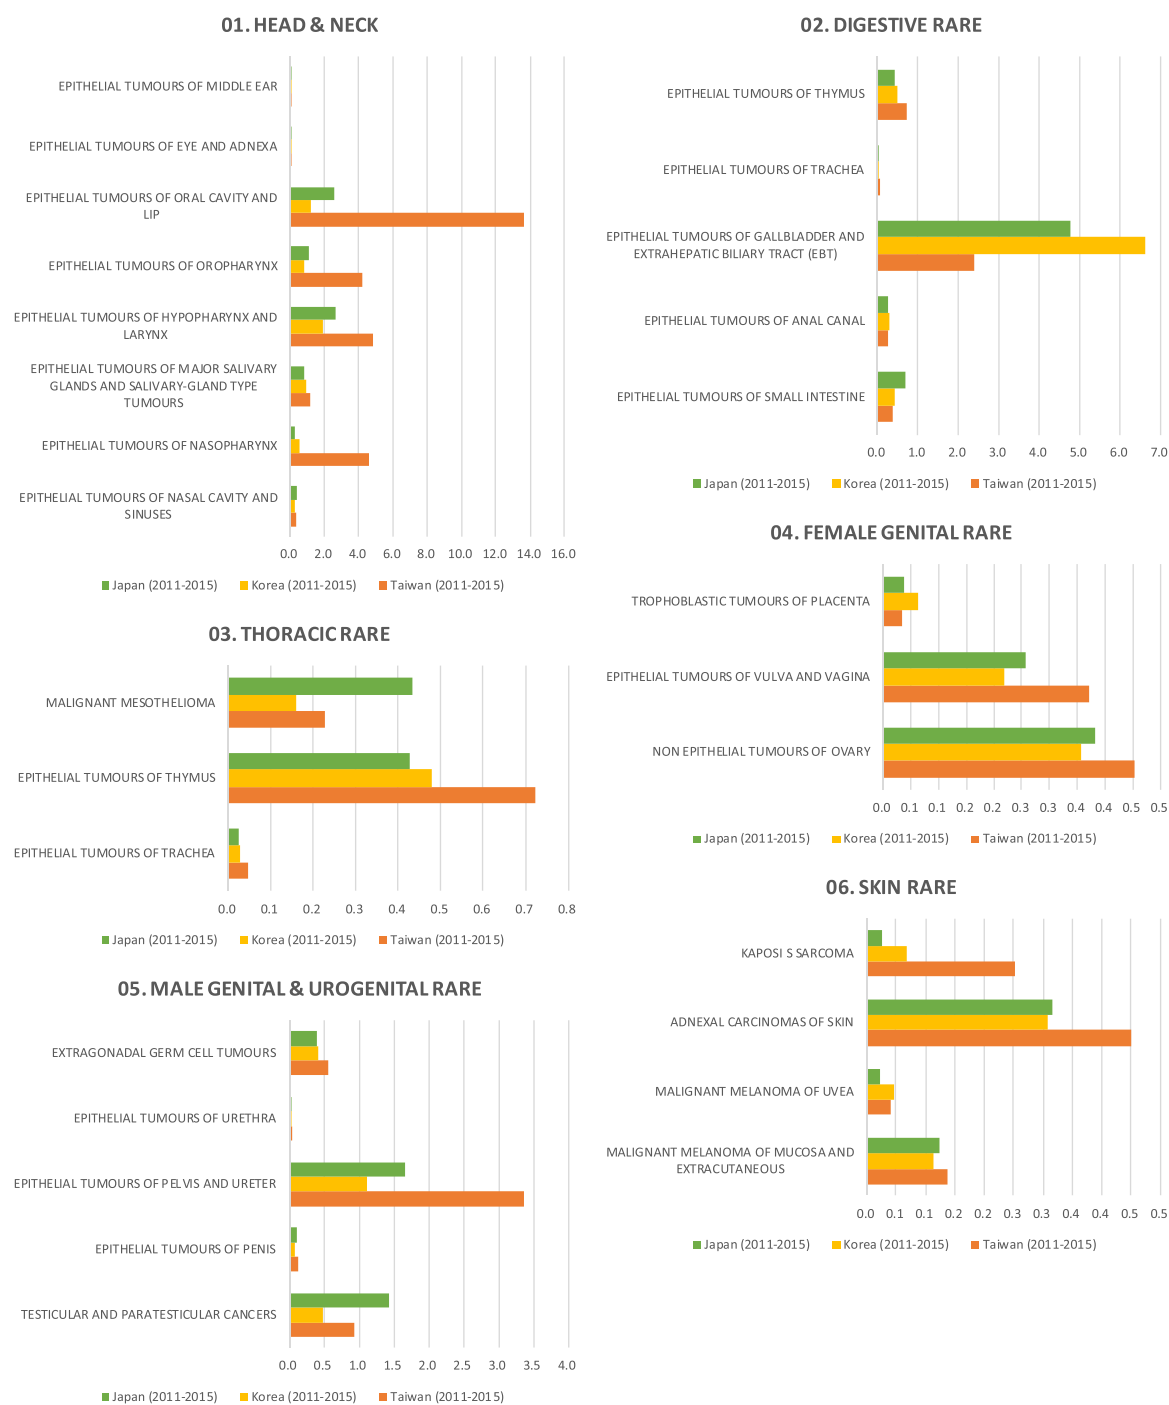 01. HEAD & NECK
EPITHELIAL TUMOURS OF MIDDLE EAR
EPITHELIAL TUMOURS OF EYE AND ADNEXA
EPITHELIAL TUMOURS OF ORAL CAVITY AND
LIP
EPITHELIAL TUMOURS OF OROPHARYNX
EPITHELIAL TUMOURS OF HYPOPHARYNX AND
LARYNX
EPITHELIAL TUMOURS OF MAJOR SALIVARY
GLANDS AND SALIVARY-GLAND TYPE
TUMOURS
EPITHELIAL TUMOURS OF NASOPHARYNX
EPITHELIAL TUMOURS OF NASAL CAVITY AND
SINUSES
0.0 2.0 4.0 6.0 8.0 10.0 12.0 14.0 16.0
Japan (2011-2015) Korea (2011-2015) Taiwan (2011-2015)
02. DIGESTIVE RARE
EPITHELIAL TUMOURS OF THYMUS
EPITHELIAL TUMOURS OF TRACHEA
EPITHELIAL TUMOURS OF GALLBLADDER AND
EXTRAHEPATIC BILIARY TRACT (EBT)
EPITHELIAL TUMOURS OF ANAL CANAL
EPITHELIAL TUMOURS OF SMALL INTESTINE
0.0 1.0 2.0 3.0 4.0 5.0 6.0 7.0
Japan (2011-2015) Korea (2011-2015) Taiwan (2011-2015)
03. THORACIC RARE
MALIGNANT MESOTHELIOMA
EPITHELIAL TUMOURS OF THYMUS
EPITHELIAL TUMOURS OF TRACHEA
0.0 0.1 0.2 0.3 0.4 0.5 0.6 0.7 0.8
Japan (2011-2015) Korea (2011-2015) Taiwan (2011-2015)
04. FEMALE GENITAL RARE
TROPHOBLASTIC TUMOURS OF PLACENTA
EPITHELIAL TUMOURS OF VULVA AND VAGINA
NON EPITHELIAL TUMOURS OF OVARY
0.0 0.1 0.1 0.2 0.2 0.3 0.3 0.4 0.4 0.5 0.5
Japan (2011-2015) Korea (2011-2015) Taiwan (2011-2015)
05. MALE GENITAL & UROGENITAL RARE
EXTRAGONADAL GERM CELL TUMOURS
EPITHELIAL TUMOURS OF URETHRA
EPITHELIAL TUMOURS OF PELVIS AND URETER
EPITHELIAL TUMOURS OF PENIS
TESTICULAR AND PARATESTICULAR CANCERS
0.0 0.5 1.0 1.5 2.0 2.5 3.0 3.5 4.0
Japan (2011-2015) Korea (2011-2015) Taiwan (2011-2015)
06. SKIN RARE
KAPOSI S SARCOMA
ADNEXAL CARCINOMAS OF SKIN
MALIGNANT MELANOMA OF UVEA
MALIGNANT MELANOMA OF MUCOSA AND
EXTRACUTANEOUS
0.0 0.1 0.1 0.2 0.2 0.3 0.3 0.4 0.4 0.5 0.5
Japan (2011-2015) Korea (2011-2015) Taiwan (2011-2015)